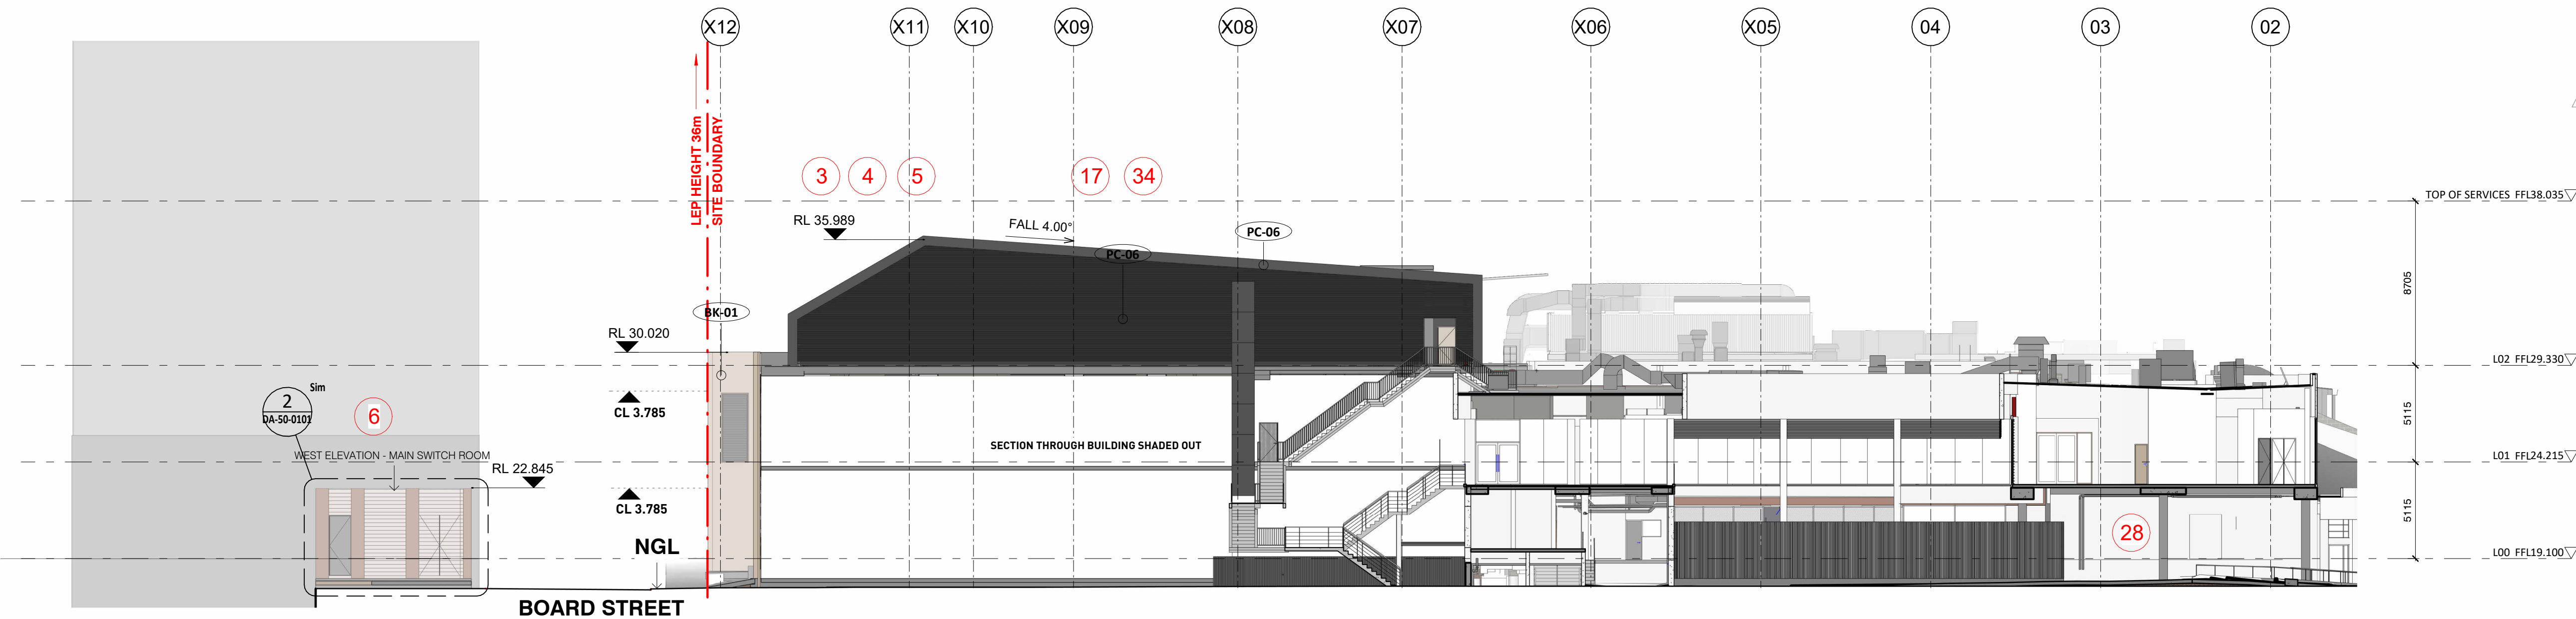 X12
X11
X10
X09
X08
X07
X06
X05
04
03
02
LEP HEIGHT 36m
SITE BOUNDARY
3
4
5
17
34
TOP OF SERVICES FFL38.035
RL 35.989
FALL 4.00°
PC-06
PC-06
8705
BK-01
RL 30.020
L02 FFL29.330
2
DA-50-0101
Sim
6
CL 3.785
5115
SECTION THROUGH BUILDING SHADED OUT
WEST ELEVATION - MAIN SWITCH ROOM
L01 FFL24.215
RL 22.845
CL 3.785
5115
28
NGL
L00 FFL19.100
BOARD STREET